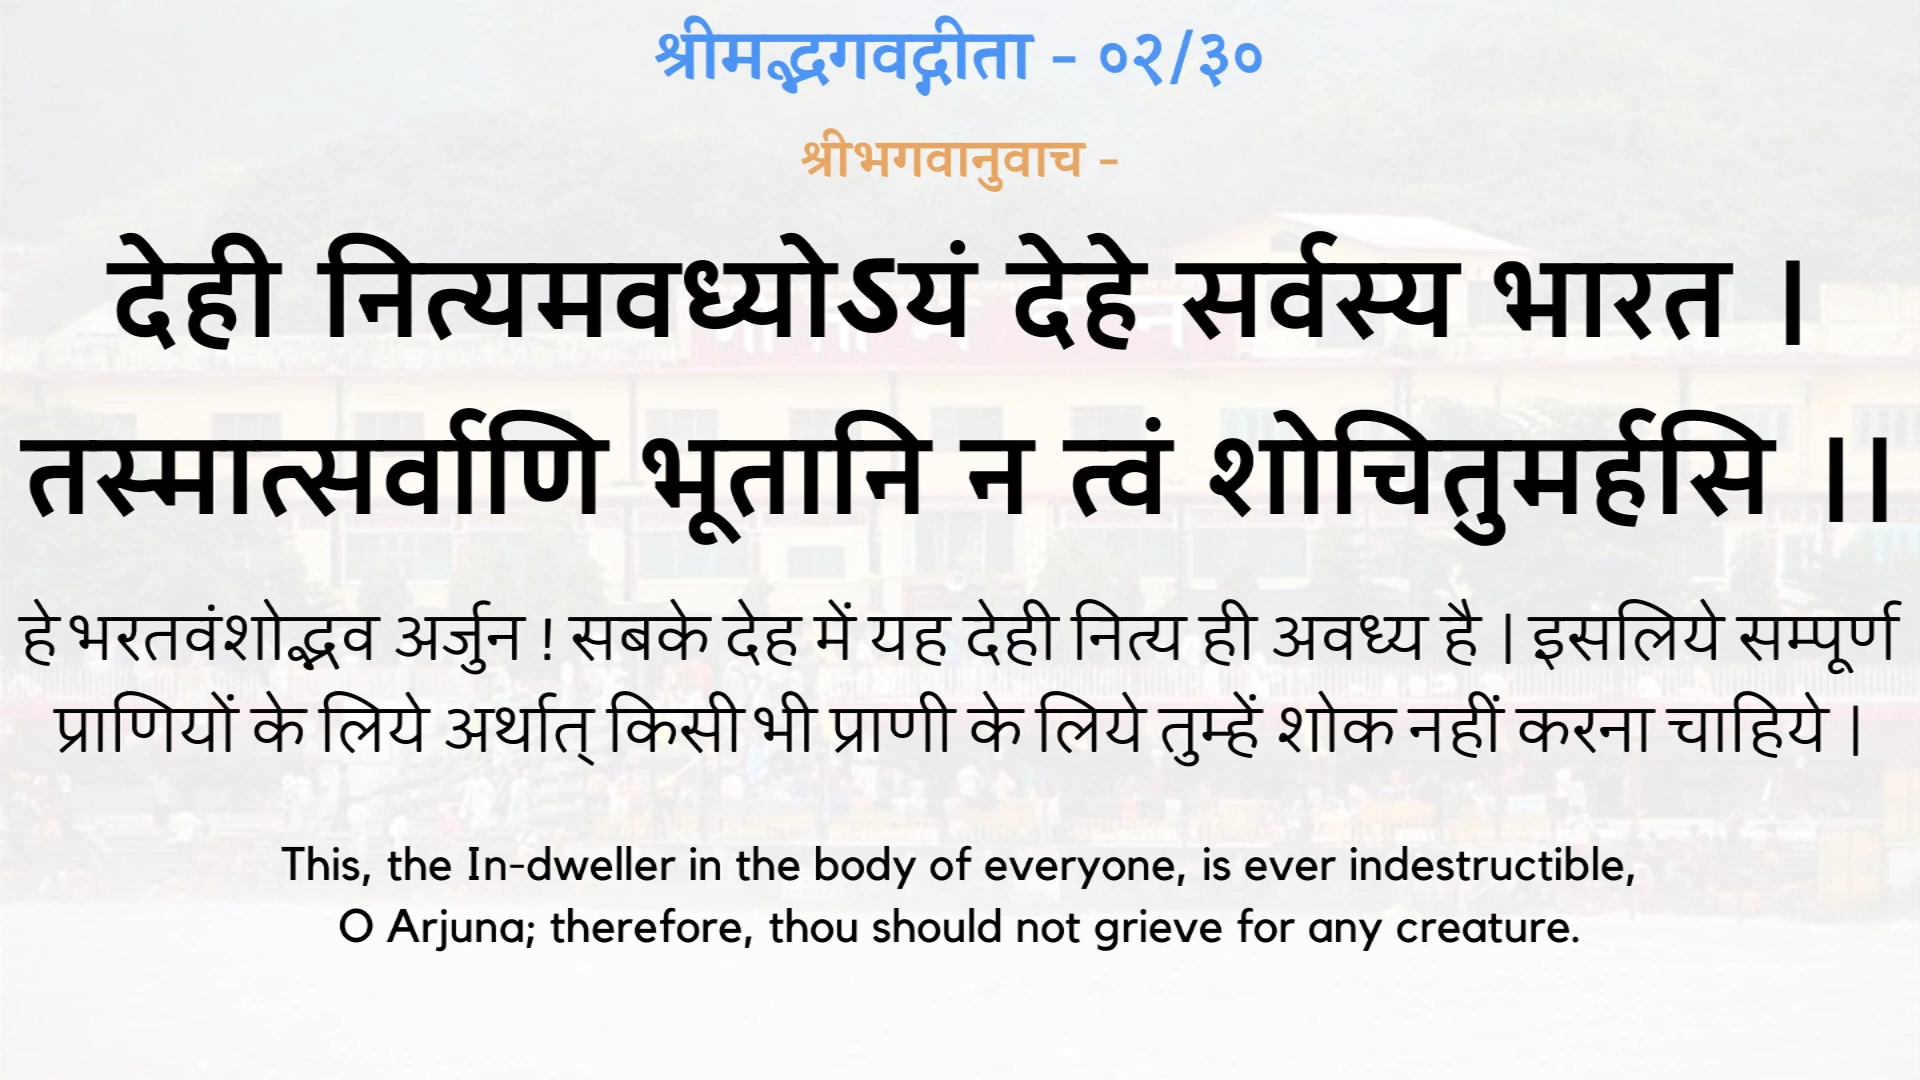 श्रीमद्भगवद्गीता - ०२/३०
श्रीभगवानुवाच -
देही नित्यमवध्योऽयं देहे सर्वस्य भारत ।
तस्मात्सर्वाणि भूतानि न त्वं शोचितुमर्हसि ।।
हे भरतवंशोद्भव अर्जुन ! सबके देह में यह देही नित्य ही अवध्य है । इसलिये सम्पूर्ण
प्राणियों के लिये अर्थात् किसी भी प्राणी के लिये तुम्हें शोक नहीं करना चाहिये ।
This, the In-dweller in the body of everyone, is ever indestructible,
O Arjuna; therefore, thou should not grieve for any creature.